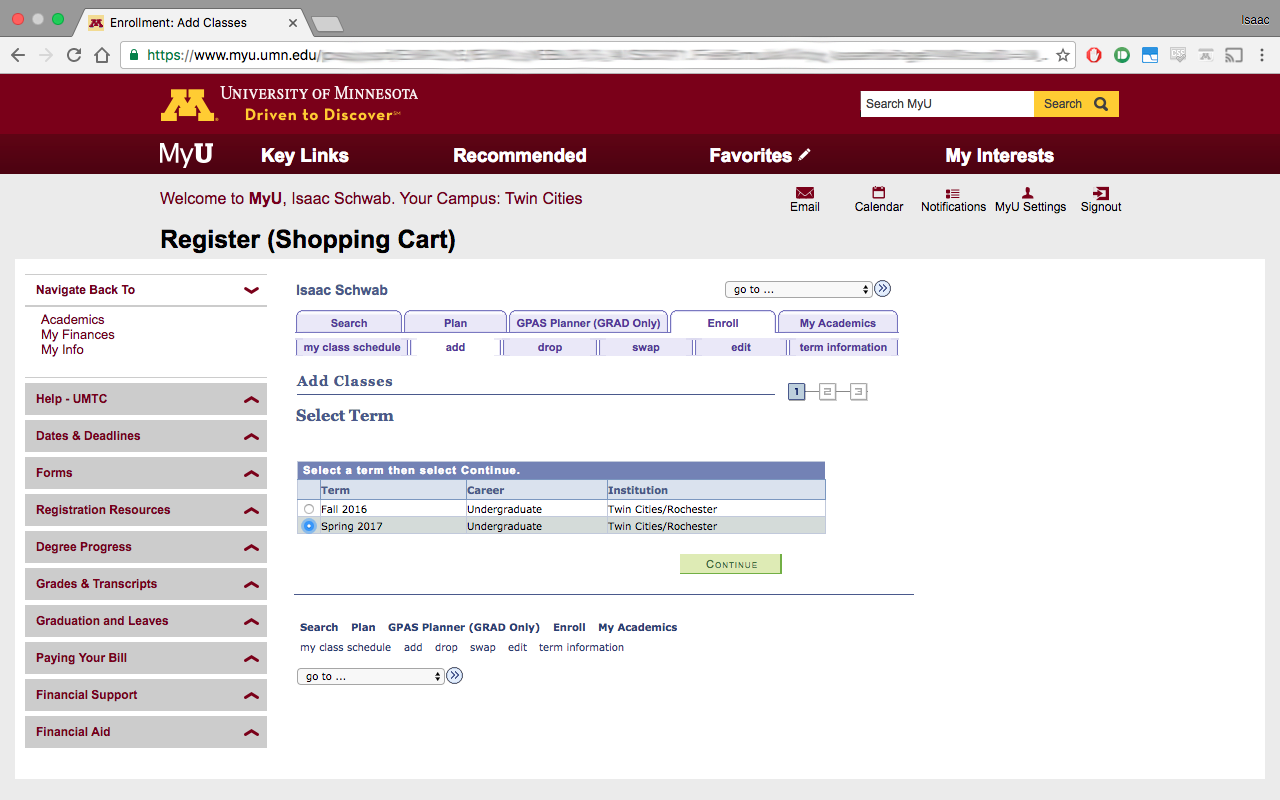 Enrollment: Add Classes
Isaac
https://www.myu.umn.edu/
UNIVERSITY OF MINNESOTA
Driven to Discover℠
Search MyU Search
MyU Key Links Recommended Favorites My Interests
Welcome to MyU, Isaac Schwab. Your Campus: Twin Cities
Email Calendar Notifications MyU Settings Signout
Register (Shopping Cart)
Navigate Back To
Academics
My Finances
My Info
Help - UMTC
Dates & Deadlines
Forms
Registration Resources
Degree Progress
Grades & Transcripts
Graduation and Leaves
Paying Your Bill
Financial Support
Financial Aid
Isaac Schwab
go to ...
Search Plan GPAS Planner (GRAD Only) Enroll My Academics
my class schedule add drop swap edit term information
Add Classes
1 2 3
Select Term
Select a term then select Continue.
Term Career Institution
Fall 2016 Undergraduate Twin Cities/Rochester
Spring 2017 Undergraduate Twin Cities/Rochester
CONTINUE
Search Plan GPAS Planner (GRAD Only) Enroll My Academics
my class schedule add drop swap edit term information
go to ...